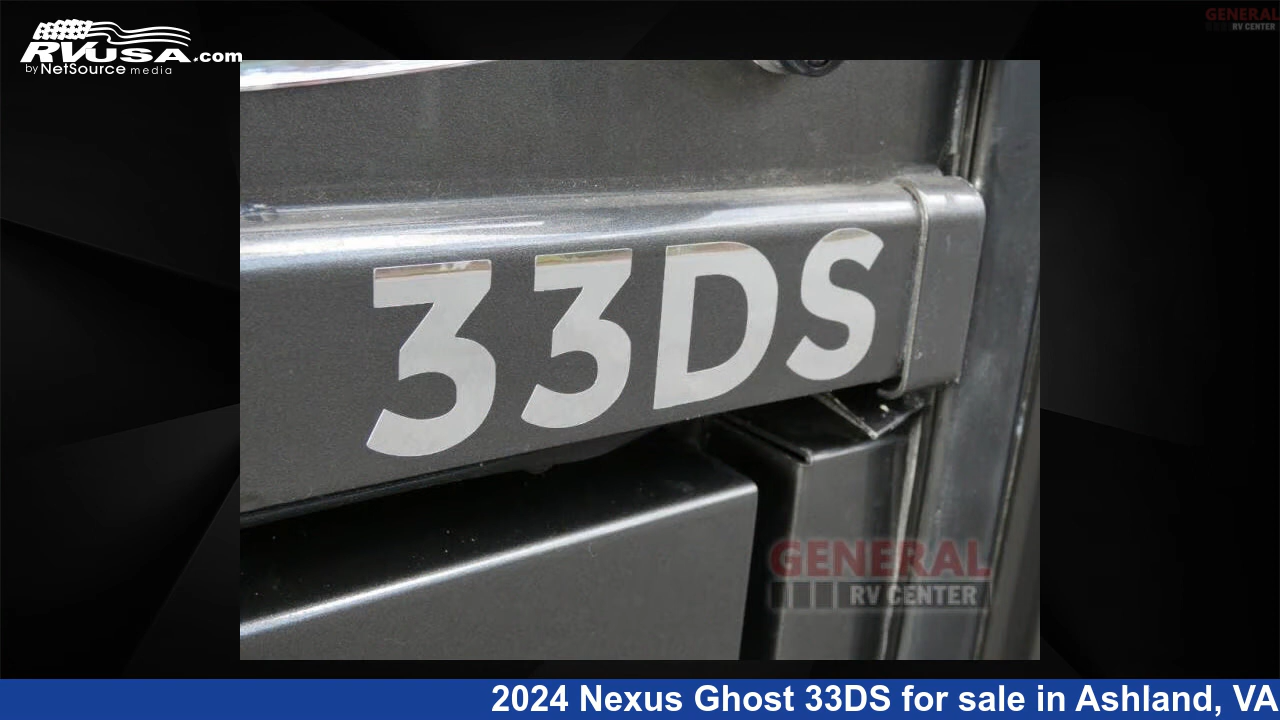 RVUSA.com
by NetSource media
GENERAL
RV CENTER
33DS
GENERAL
RV CENTER
2024 Nexus Ghost 33DS for sale in Ashland, VA